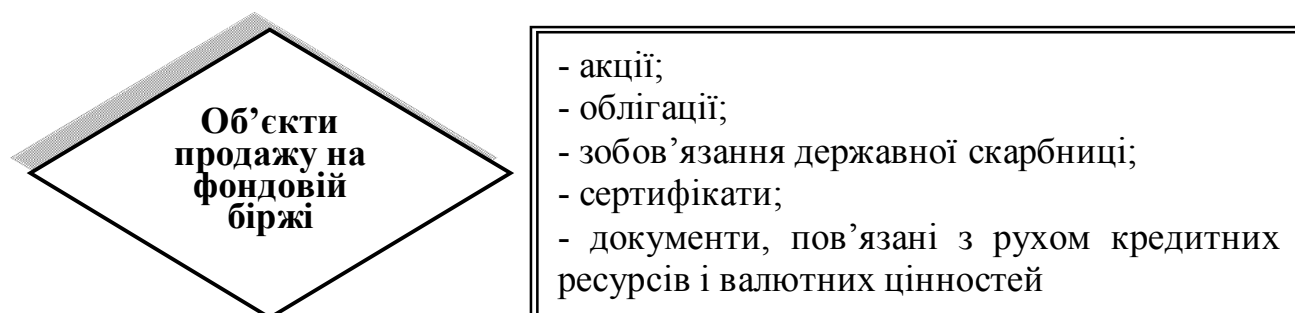 Об’єкти
продажу на
фондовій
біржі
- акції;
- облігації;
- зобов’язання державної скарбниці;
- сертифікати;
- документи, пов’язані з рухом кредитних
ресурсів і валютних цінностей